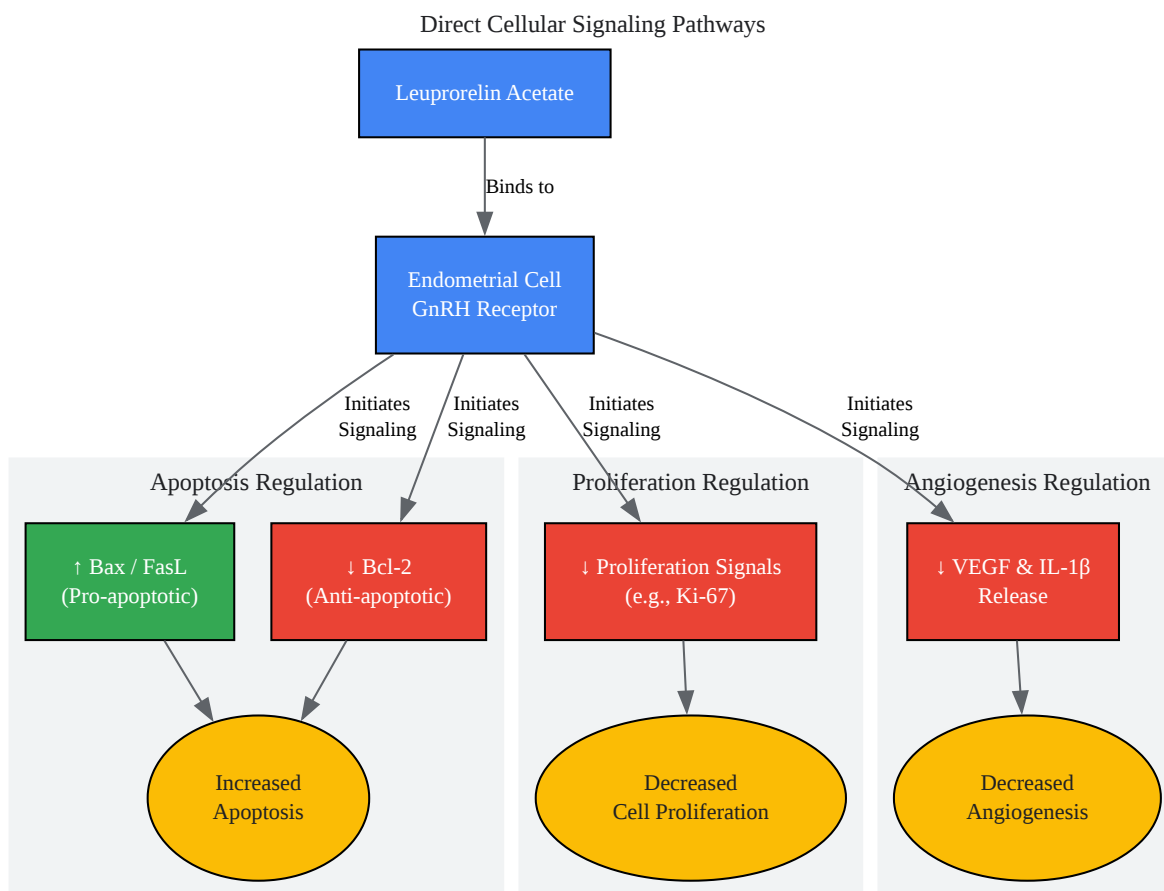 Direct Cellular Signaling Pathways
Leuprorelin Acetate
Binds to
Endometrial Cell
GnRH Receptor
Initiates
Signaling
Initiates
Signaling
Initiates
Signaling
Initiates
Signaling
Apoptosis Regulation
Proliferation Regulation
Angiogenesis Regulation
↑ Bax / FasL
(Pro-apoptotic)
↓ Bcl-2
(Anti-apoptotic)
↓ Proliferation Signals
(e.g., Ki-67)
↓ VEGF & IL-1β
Release
Increased
Apoptosis
Decreased
Cell Proliferation
Decreased
Angiogenesis